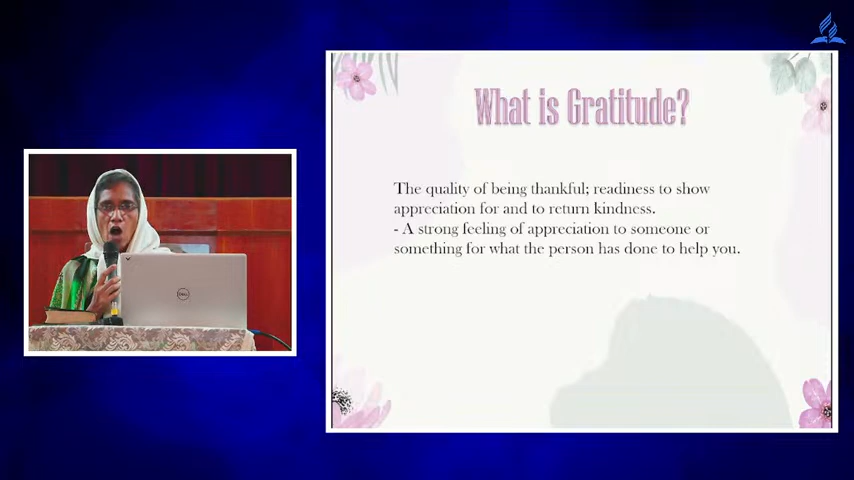 What is Gratitude?
The quality of being thankful; readiness to show
appreciation for and to return kindness.
- A strong feeling of appreciation to someone or
something for what the person has done to help you.
DELL